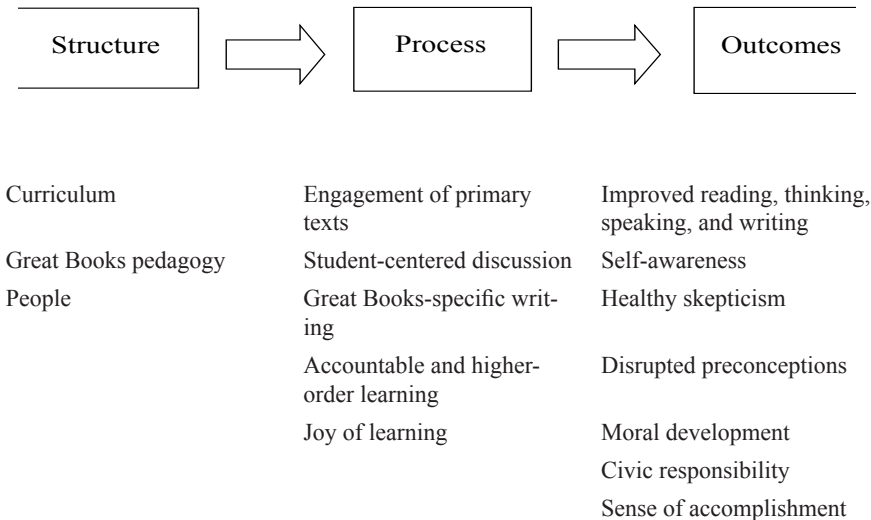 Structure
Process
Outcomes
Curriculum
Engagement of primary
texts
Improved reading, thinking,
speaking, and writing
Great Books pedagogy
Student-centered discussion
Self-awareness
People
Great Books-specific writ-
ing
Healthy skepticism
Accountable and higher-
order learning
Disrupted preconceptions
Joy of learning
Moral development
Civic responsibility
Sense of accomplishment